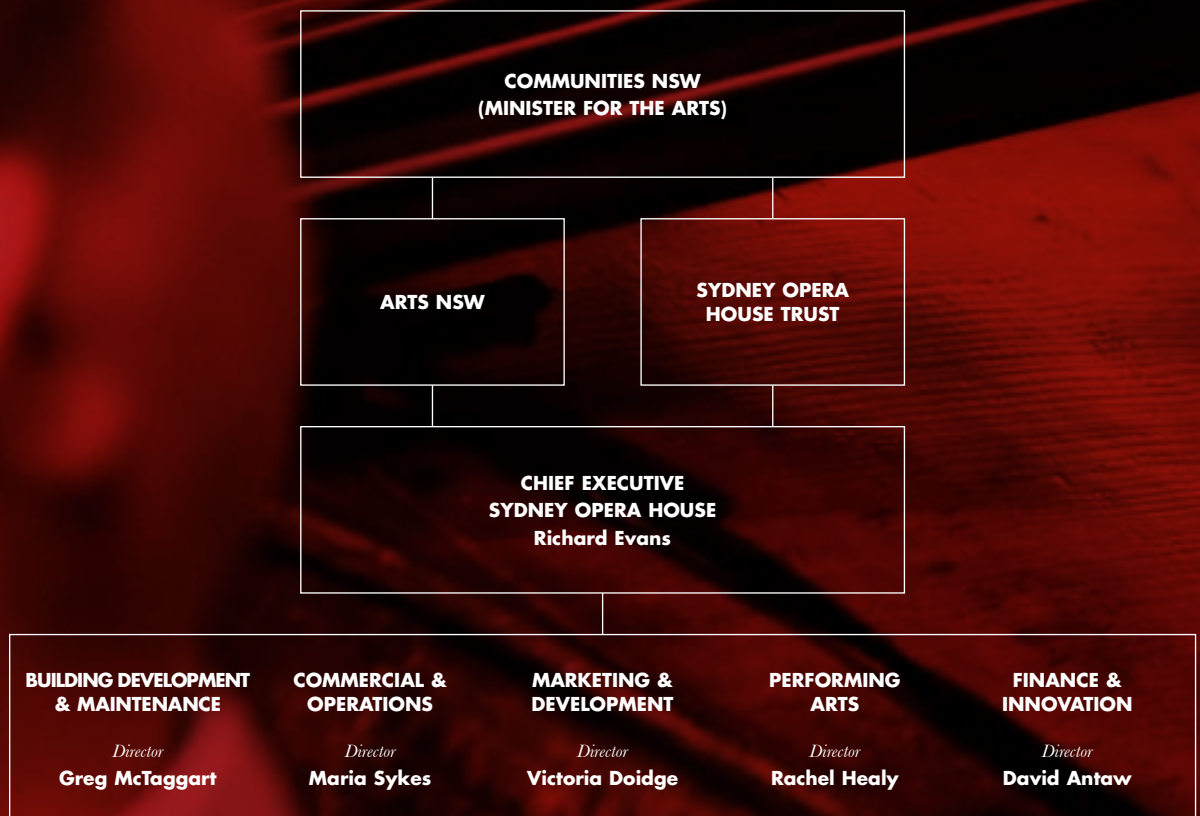 COMMUNITIES NSW
(MINISTER FOR THE ARTS)
ARTS NSW
SYDNEY OPERA
HOUSE TRUST
CHIEF EXECUTIVE
SYDNEY OPERA HOUSE
Richard Evans
BUILDING DEVELOPMENT
& MAINTENANCE
Director
Greg McTaggart
COMMERCIAL &
OPERATIONS
Director
Maria Sykes
MARKETING &
DEVELOPMENT
Director
Victoria Doidge
PERFORMING
ARTS
Director
Rachel Healy
FINANCE &
INNOVATION
Director
David Antaw